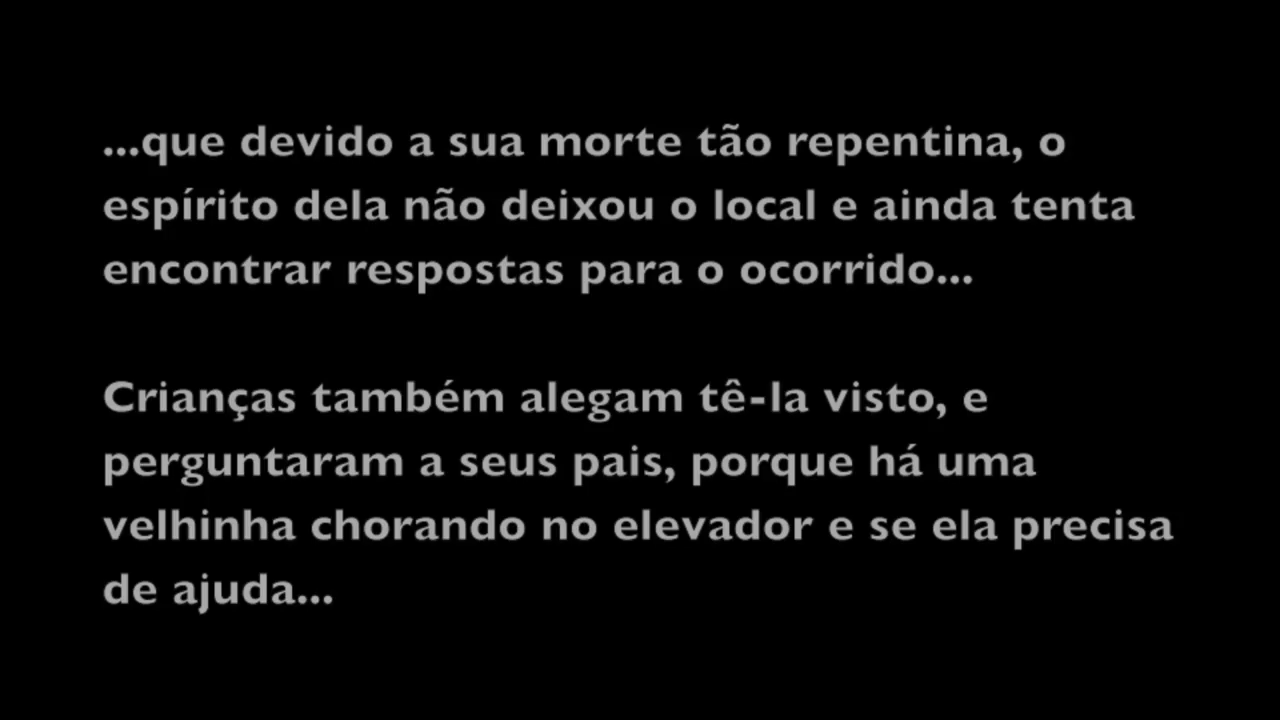 ...que devido a sua morte tão repentina, o
espírito dela não deixou o local e ainda tenta
encontrar respostas para o ocorrido...
Crianças também alegam tê-la visto, e
perguntaram a seus pais, porque há uma
velhinha chorando no elevador e se ela precisa
de ajuda...